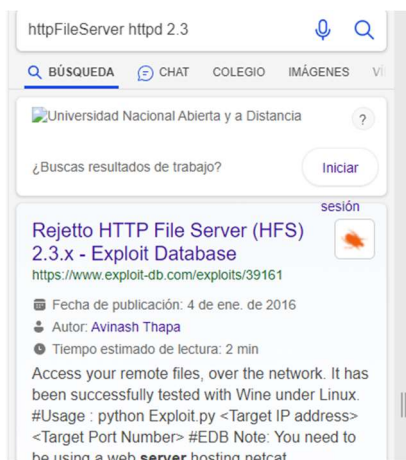 httpFileServer httpd 2.3
BÚSQUEDA CHAT COLEGIO IMÁGENES
Universidad Nacional Abierta y a Distancia ?
¿Buscas resultados de trabajo? Iniciar
sesión
Rejetto HTTP File Server (HFS)
2.3.x - Exploit Database
https://www.exploit-db.com/exploits/39161
Fecha de publicación: 4 de ene. de 2016
Autor: Avinash Thapa
Tiempo estimado de lectura: 2 min
Access your remote files, over the network. It has
been successfully tested with Wine under Linux.
#Usage : python Exploit.py <Target IP address>
<Target Port Number> #EDB Note: You need to
be using a web server hosting netcat